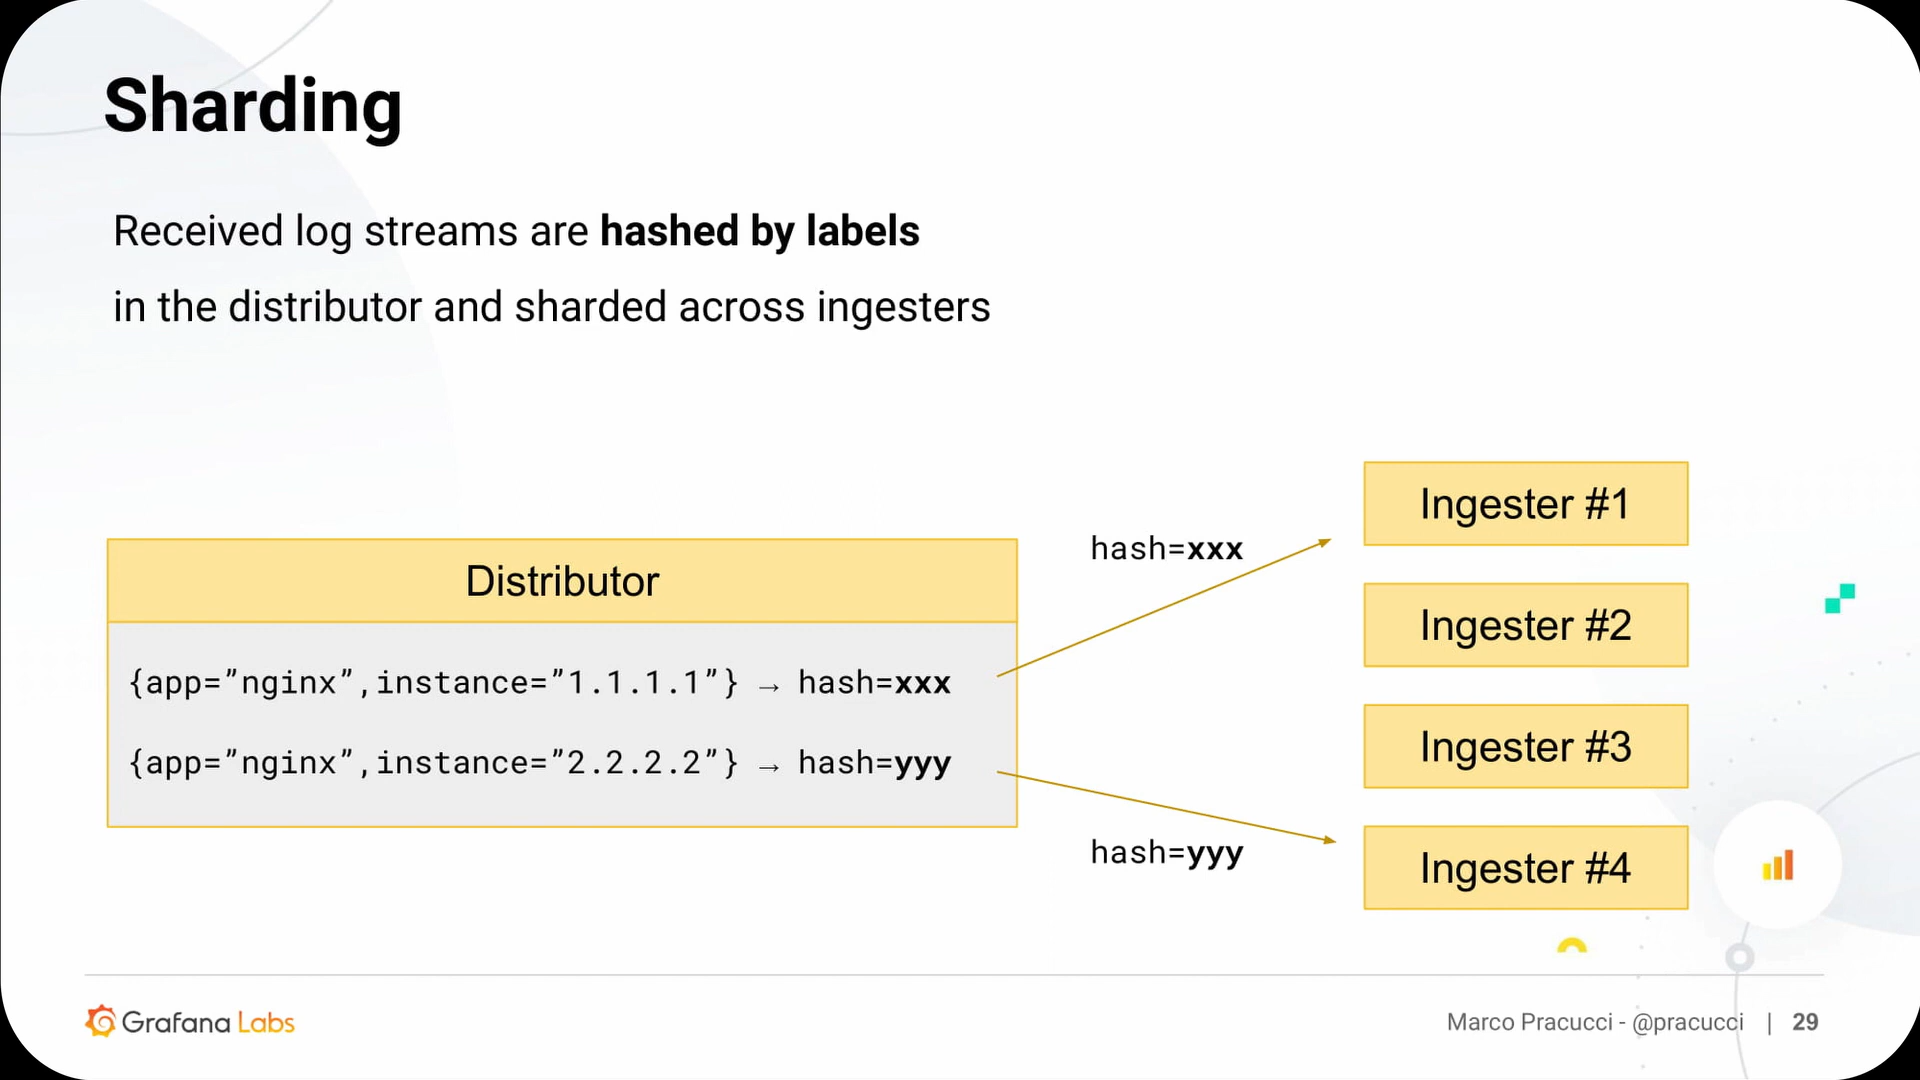 Sharding
Received log streams are hashed by labels
in the distributor and sharded across ingesters
Distributor
{app=”nginx”,instance=”1.1.1.1”} → hash=xxx
{app=”nginx”,instance=”2.2.2.2”} → hash=yyy
hash=xxx
hash=yyy
Ingester #1
Ingester #2
Ingester #3
Ingester #4
Grafana Labs
Marco Pracucci - @pracucci | 29